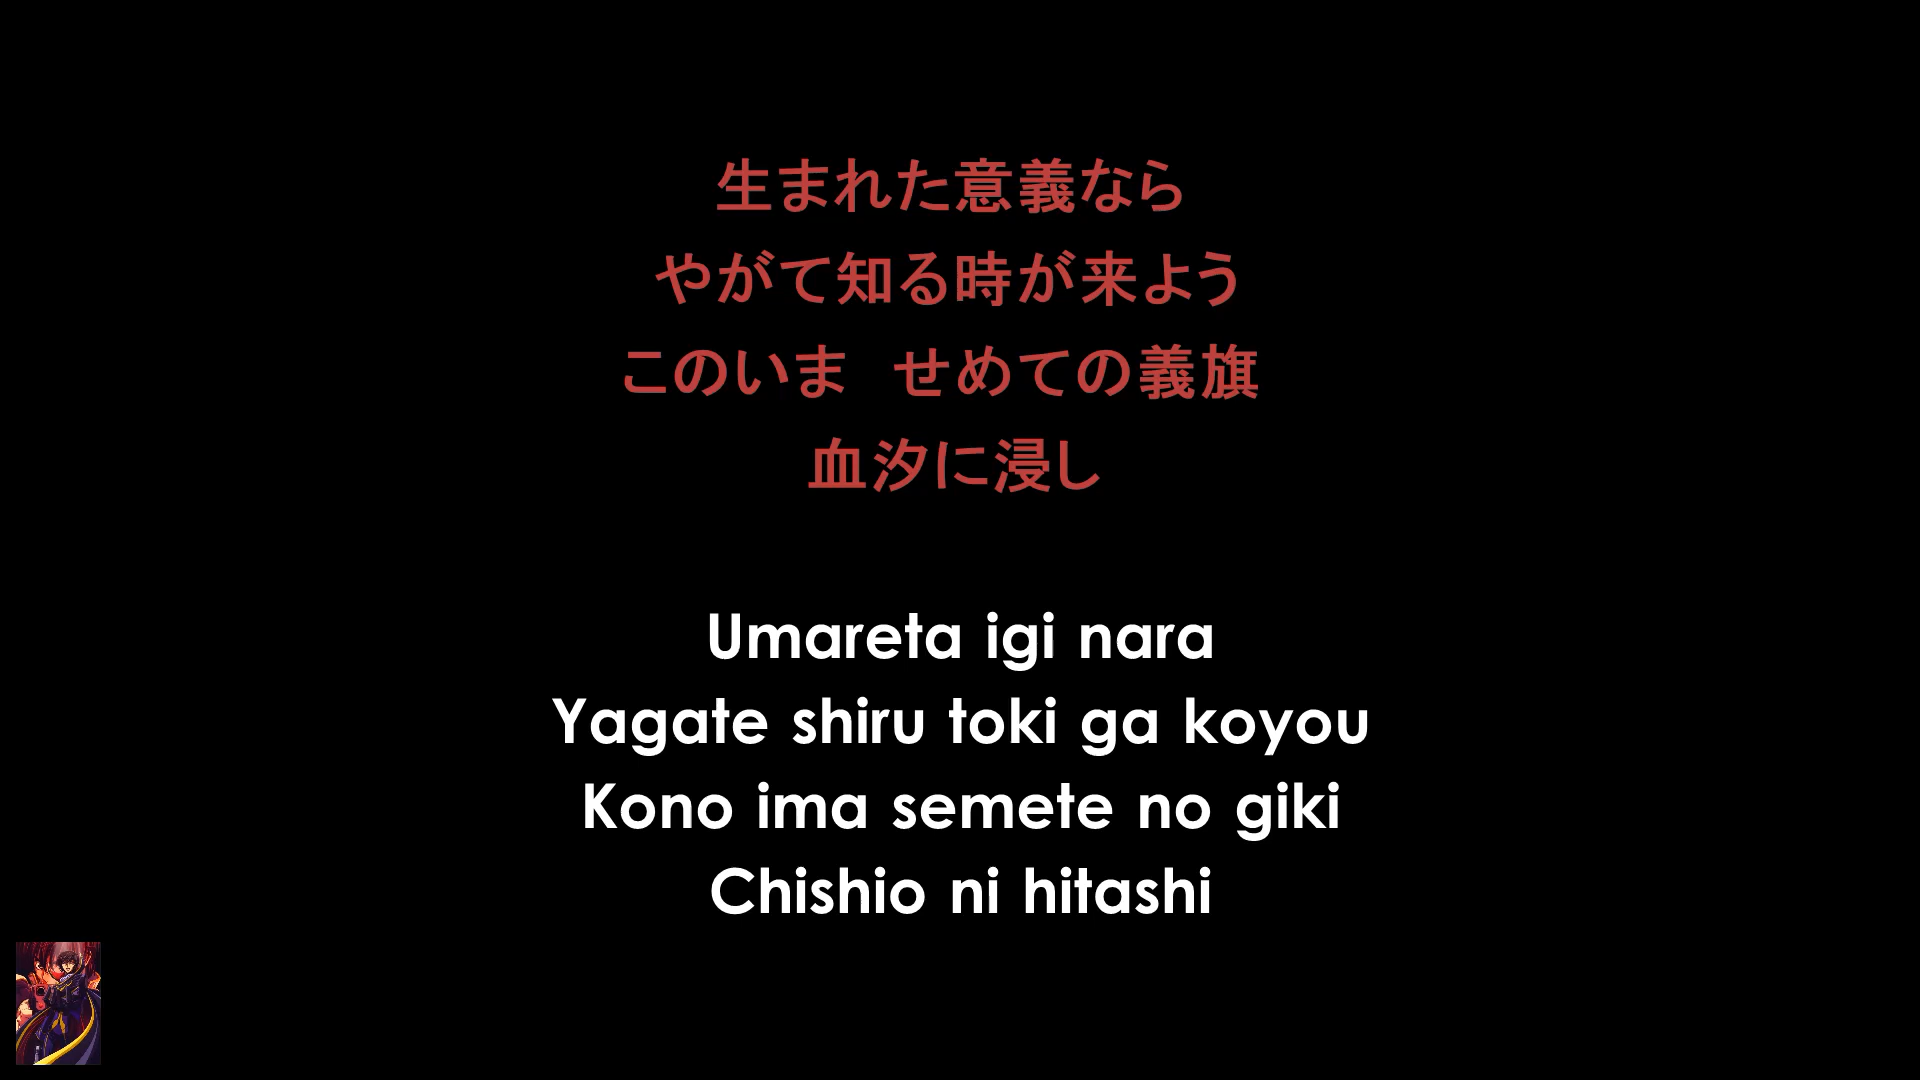 生まれた意義なら
やがて知る時が来よう
このいま　せめての義旗
血汐に浸し
Umareta igi nara
Yagate shiru toki ga koyou
Kono ima semete no giki
Chishio ni hitashi